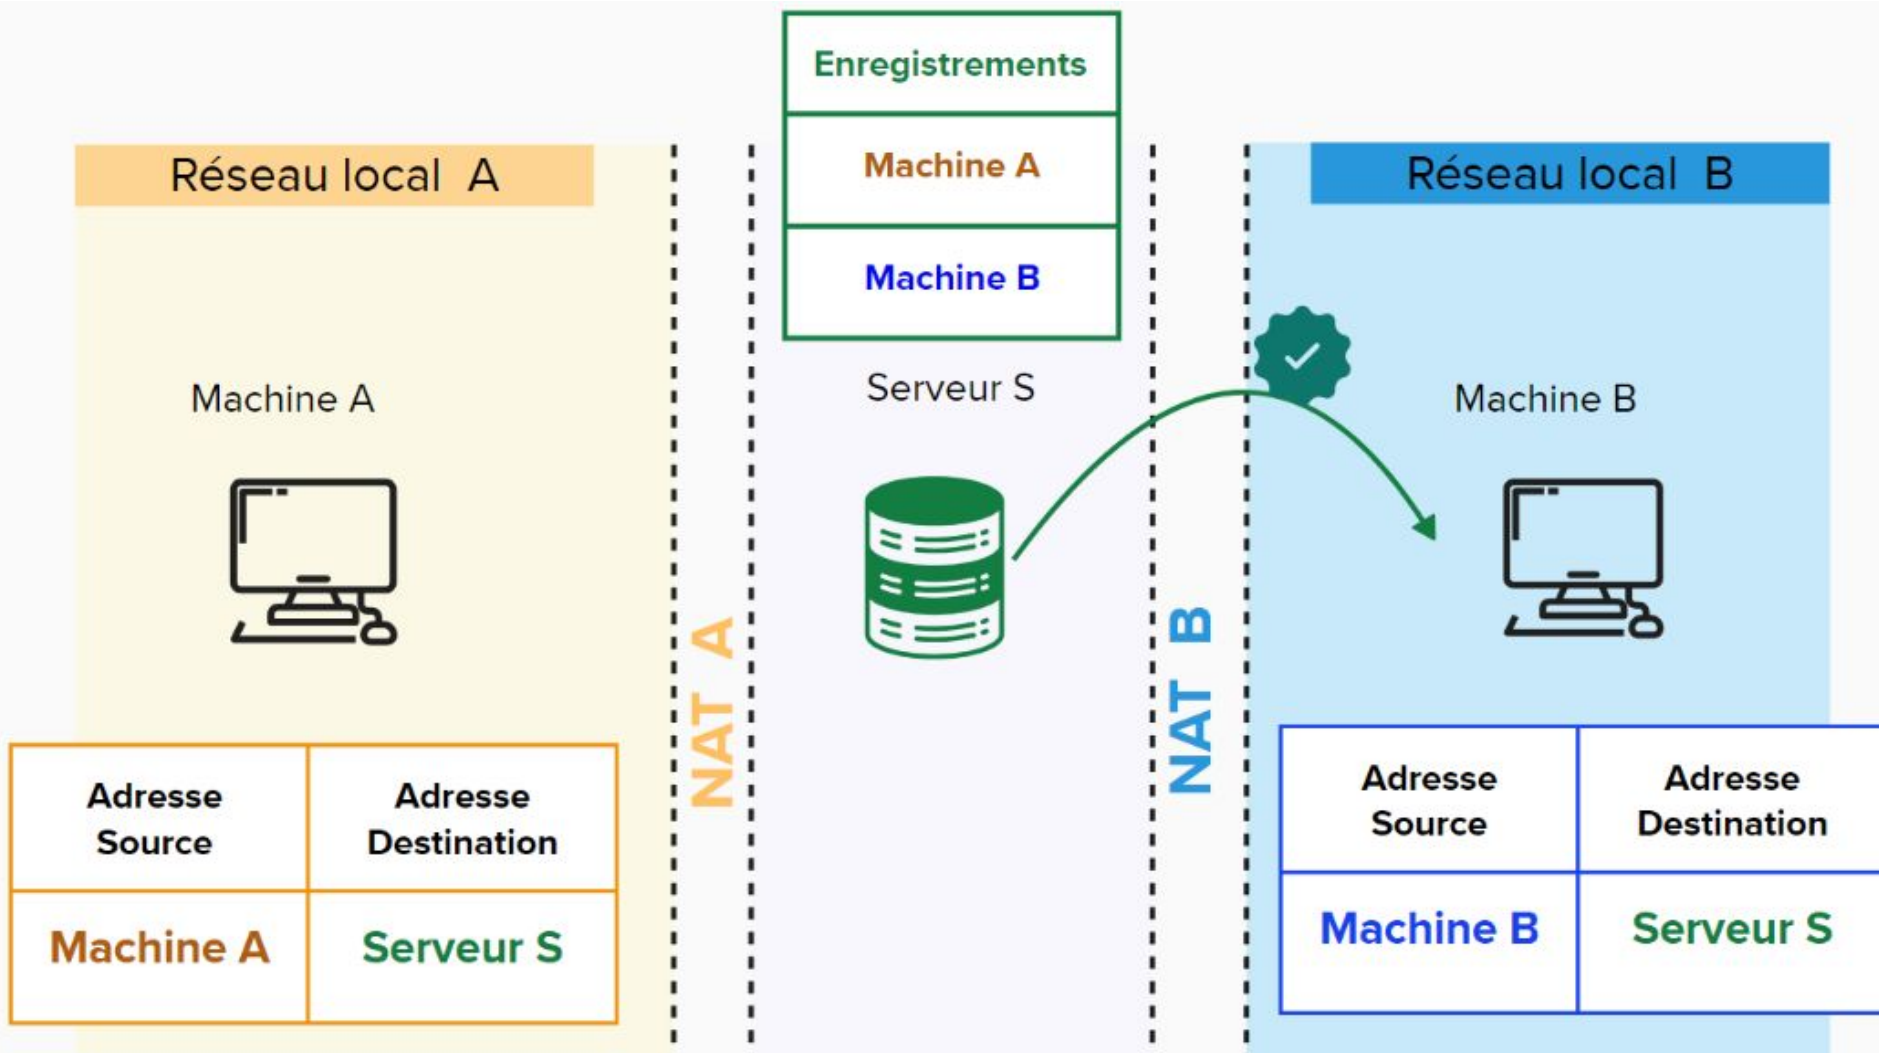 Enregistrements
Machine A
Machine B
Réseau local A
Réseau local B
Machine A
Serveur S
Machine B
NAT A
NAT B
Adresse
Source
Adresse
Destination
Machine A
Serveur S
Adresse
Source
Adresse
Destination
Machine B
Serveur S